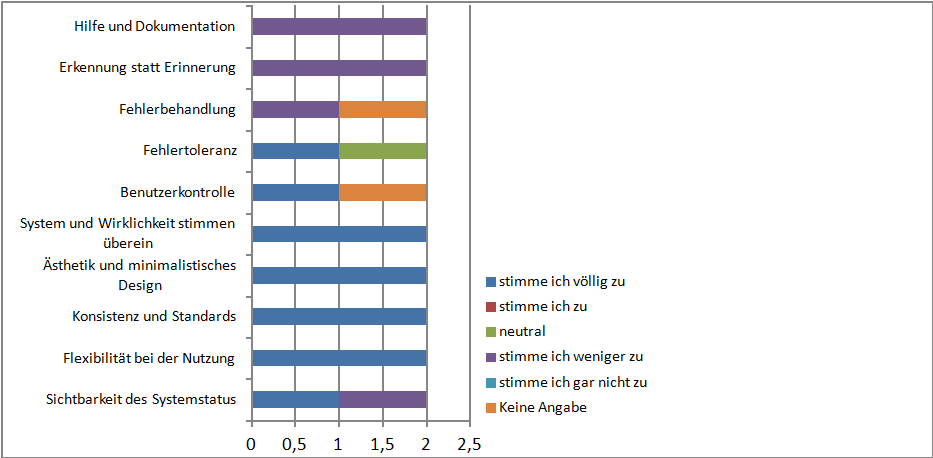 Hilfe und Dokumentation
Erkennung statt Erinnerung
Fehlerbehandlung
Fehlertoleranz
Benutzerkontrolle
System und Wirklichkeit stimmen
überein
Ästhetik und minimalistisches
Design
Konsistenz und Standards
Flexibilität bei der Nutzung
Sichtbarkeit des Systemstatus
0 0,5 1 1,5 2 2,5
stimme ich völlig zu
stimme ich zu
neutral
stimme ich weniger zu
stimme ich gar nicht zu
Keine Angabe